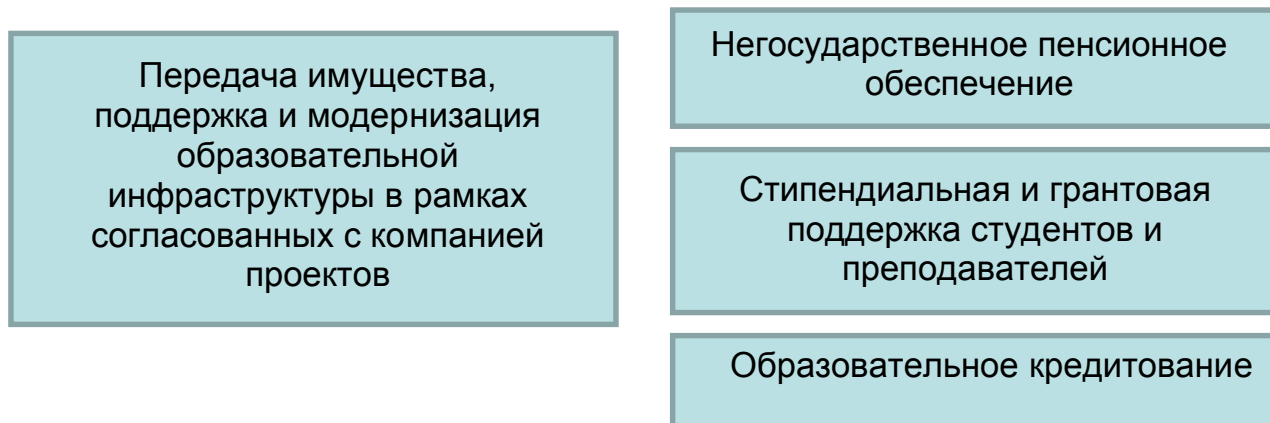 Передача имущества,
поддержка и модернизация
образовательной
инфраструктуры в рамках
согласованных с компанией
проектов
Негосударственное пенсионное
обеспечение
Стипендиальная и грантовая
поддержка студентов и
преподавателей
Образовательное кредитование